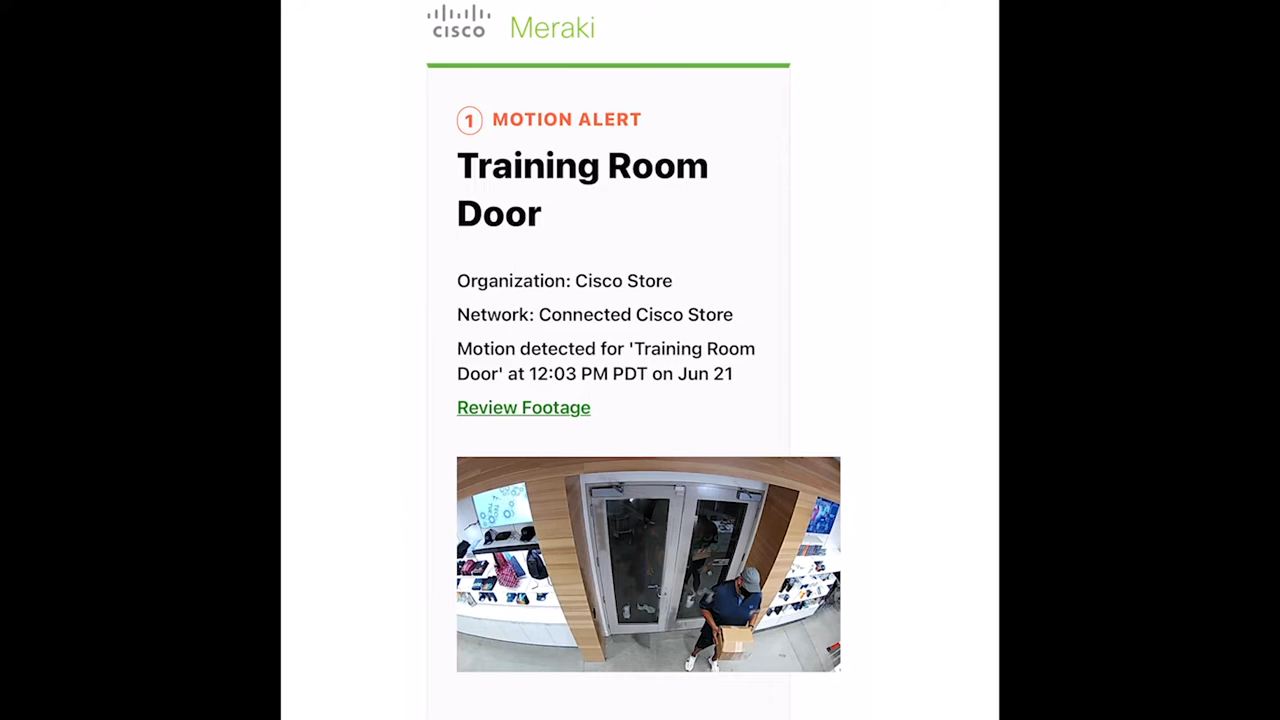 cisco Meraki
1 MOTION ALERT
Training Room
Door
Organization: Cisco Store
Network: Connected Cisco Store
Motion detected for 'Training Room
Door' at 12:03 PM PDT on Jun 21
Review Footage